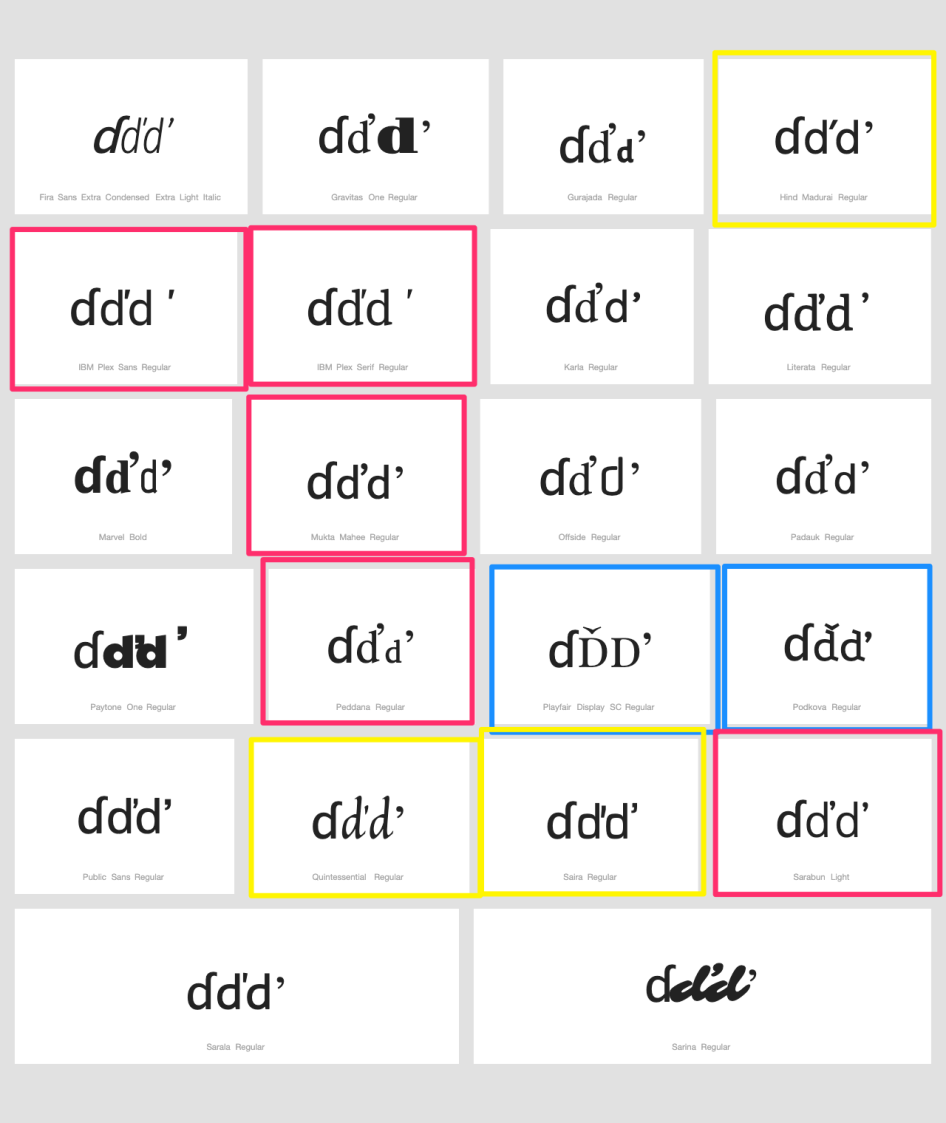 ɗďd’
Fira Sans Extra Condensed Extra Light Italic
ɗďd’
Gravitas One Regular
ɗďd’
Gurajada Regular
ɗďd’
Hind Madurai Regular
ɗďd ’
IBM Plex Sans Regular
ɗďd ’
IBM Plex Serif Regular
ɗďd’
Karla Regular
ɗďd ’
Literata Regular
ɗďd’
Marvel Bold
ɗďd’
Mukta Mahee Regular
ɗďd ’
Offside Regular
ɗďd’
Padauk Regular
ɗďd ’
Paytone One Regular
ɗďd’
Peddana Regular
ɗĎD’
Playfair Display SC Regular
ɗďd’
Podkova Regular
ɗďd’
Public Sans Regular
ɗďd’
Quintessential Regular
ɗďd’
Saira Regular
ɗďd’
Sarabun Light
ɗďd’
Sarala Regular
ɗďd’
Sarina Regular